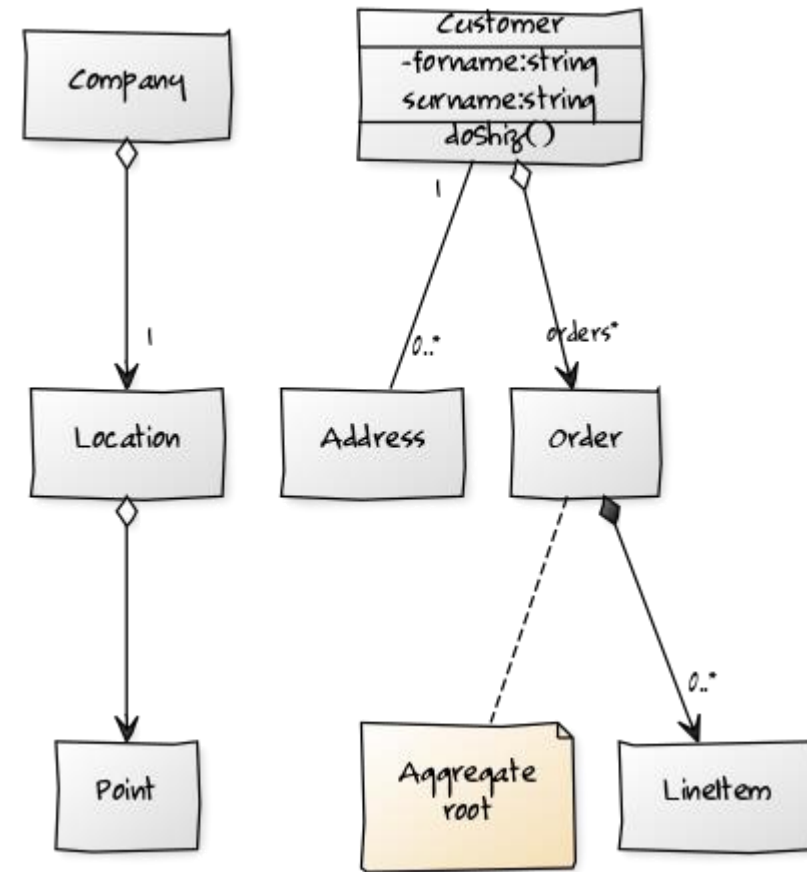 Company
Customer
-forname:string
surname:string
doShiz()
1
1
0..*
orders*
Location
Address
Order
0..*
Point
Aggregate
root
LineItem